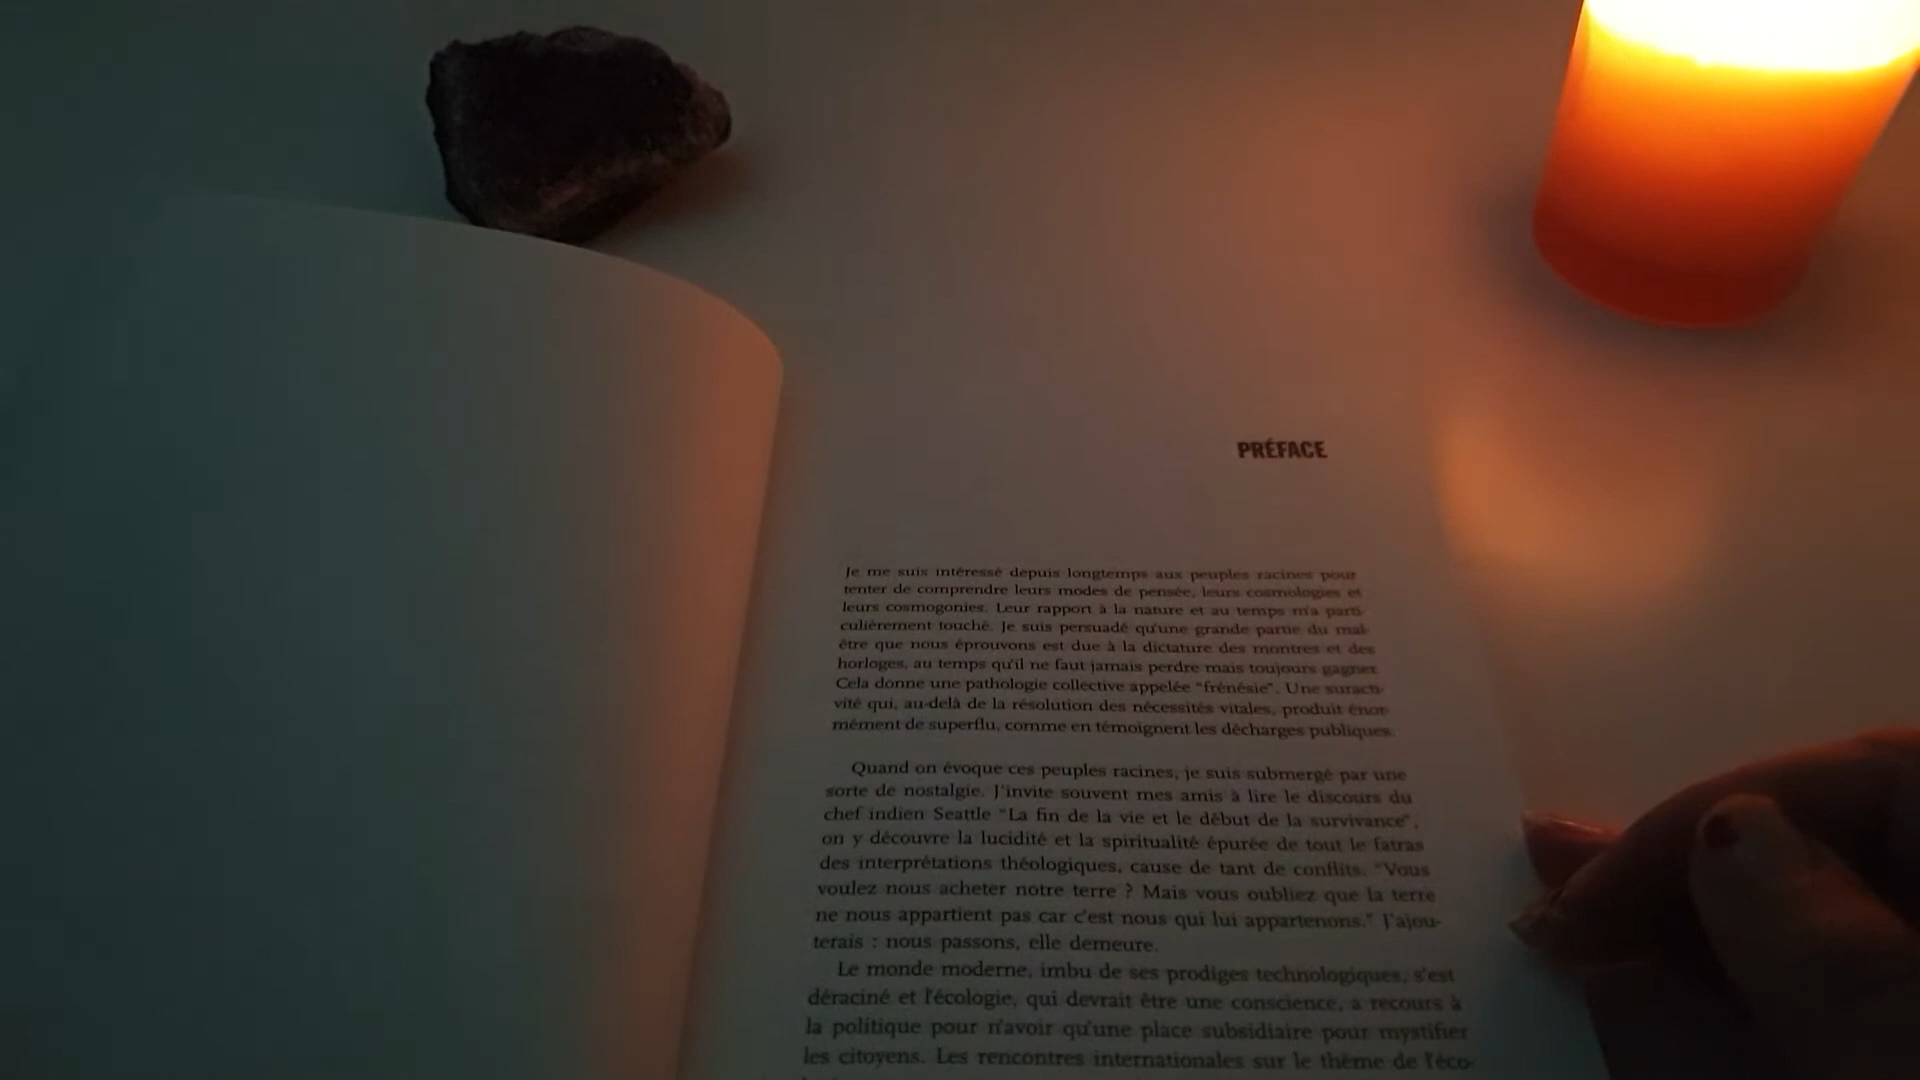 PRÉFACE
Je me suis intéressé depuis longtemps aux peuples racines pour
tenter de comprendre leurs modes de pensée, leurs cosmologies et
leurs cosmogonies. Leur rapport à la nature et au temps m'a parti-
culièrement touché. Je suis persuadé qu'une grande partie du mal-
être que nous éprouvons est due à la dictature des montres et des
horloges, au temps qu'il ne faut jamais perdre mais toujours gagner.
Cela donne une pathologie collective appelée "frénésie". Une suracti-
vité qui, au-delà de la résolution des nécessités vitales, produit énor-
mément de superflu, comme en témoignent les décharges publiques.
Quand on évoque ces peuples racines, je suis submergé par une
sorte de nostalgie. J'invite souvent mes amis à lire le discours du
chef indien Seattle "La fin de la vie et le début de la survivance",
on y découvre la lucidité et la spiritualité épurée de tout le fatras
des interprétations théologiques, cause de tant de conflits. "Vous
voulez nous acheter notre terre ? Mais vous oubliez que la terre
ne nous appartient pas car c'est nous qui lui appartenons." J'ajou-
terais : nous passons, elle demeure.
Le monde moderne, imbu de ses prodiges technologiques, s'est
déraciné et l'écologie, qui devrait être une conscience, a recours à
la politique pour n'avoir qu'une place subsidiaire pour mystifier
les citoyens. Les rencontres internationales sur le thème de l'éco-